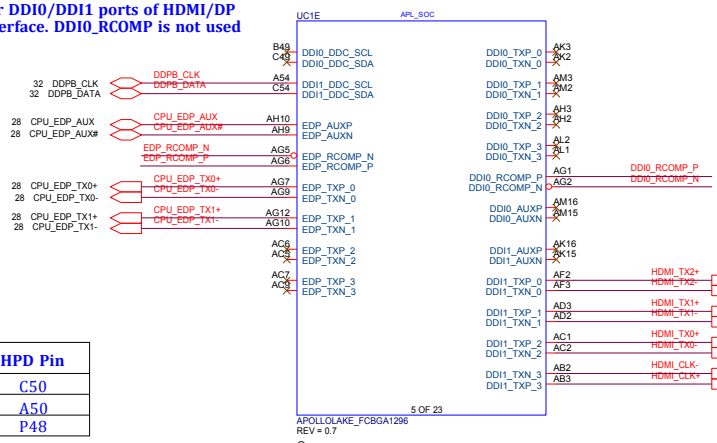 r DDI0/DDI1 ports of HDMI/DP
erface. DDI0_RCOMP is not used
UC1E
APL_SOC
B49 DDI0_DDC_SCL
C49 DDI0_DDC_SDA
32 DDPB_CLK DDPB_CLK A54 DDI1_DDC_SCL
32 DDPB_DATA DDPB_DATA C54 DDI1_DDC_SDA
28 CPU_EDP_AUX CPU_EDP_AUX AH10 EDP_AUXP
28 CPU_EDP_AUX# CPU_EDP_AUX# AH9 EDP_AUXN
EDP_RCOMP_N AG5 EDP_RCOMP_N
EDP_RCOMP_P AG6 EDP_RCOMP_P
28 CPU_EDP_TX0+ CPU_EDP_TX0+ AG7 EDP_TXP_0
28 CPU_EDP_TX0- CPU_EDP_TX0- AG9 EDP_TXN_0
28 CPU_EDP_TX1+ CPU_EDP_TX1+ AG12 EDP_TXP_1
28 CPU_EDP_TX1- CPU_EDP_TX1- AG10 EDP_TXN_1
AC6 EDP_TXP_2
AC5 EDP_TXN_2
AC7 EDP_TXP_3
AC9 EDP_TXN_3
DDI0_TXP_0 AK3
DDI0_TXN_0 AK2
DDI0_TXP_1 AM3
DDI0_TXN_1 AM2
DDI0_TXP_2 AH3
DDI0_TXN_2 AH2
DDI0_TXP_3 AL2
DDI0_TXN_3 AL1
DDI0_RCOMP_P AG1 DDI0_RCOMP_P
DDI0_RCOMP_N AG2 DDI0_RCOMP_N
DDI0_AUXP AM16
DDI0_AUXN AM15
DDI1_AUXP AK16
DDI1_AUXN AK15
DDI1_TXP_0 AF2 HDMI_TX2+
DDI1_TXN_0 AF3 HDMI_TX2-
DDI1_TXP_1 AD3 HDMI_TX1+
DDI1_TXN_1 AD2 HDMI_TX1-
DDI1_TXP_2 AC1 HDMI_TX0+
DDI1_TXN_2 AC2 HDMI_TX0-
DDI1_TXN_3 AB2 HDMI_CLK-
DDI1_TXP_3 AB3 HDMI_CLK+
5 OF 23
APOLLOLAKE_FCBGA1296
REV = 0.7
HPD Pin
C50
A50
P48